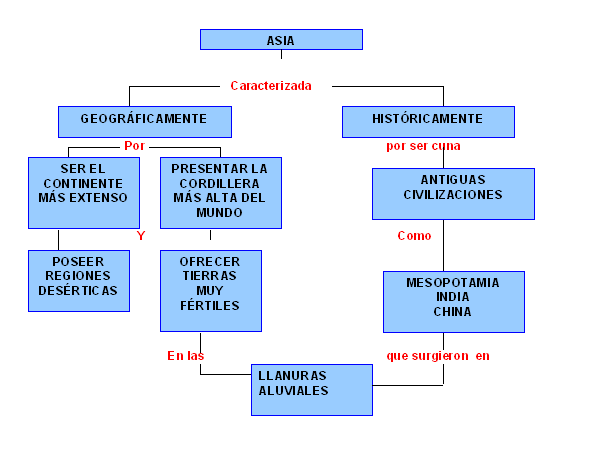 ASIA
Caracterizada
GEOGRÁFICAMENTE
HISTÓRICAMENTE
Por
por ser cuna
SER EL
CONTINENTE
MÁS EXTENSO
PRESENTAR LA
CORDILLERA
MÁS ALTA DEL
MUNDO
ANTIGUAS
CIVILIZACIONES
Y
Como
POSEER
REGIONES
DESÉRTICAS
OFRECER
TIERRAS
MUY
FÉRTILES
MESOPOTAMIA
INDIA
CHINA
En las
que surgieron en
LLANURAS
ALUVIALES